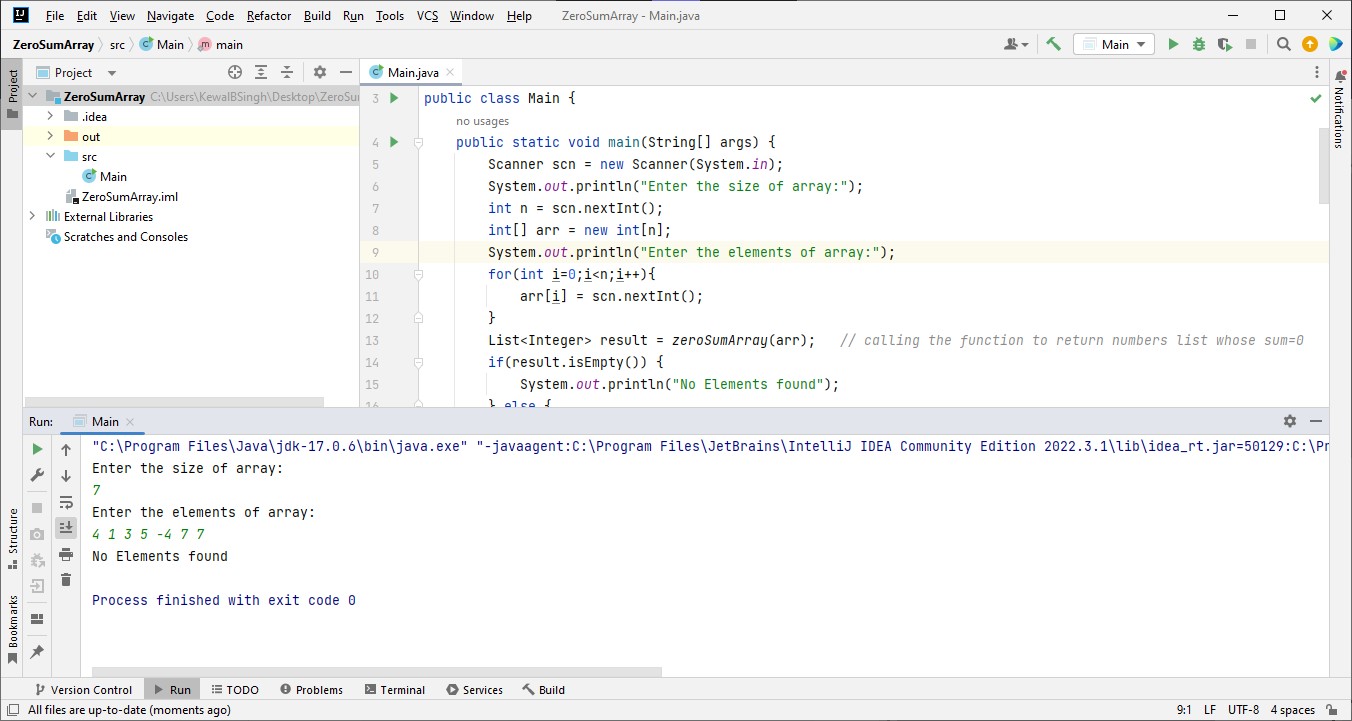 File Edit View Navigate Code Refactor Build Run Tools VCS Window Help ZeroSumArray - Main.java
ZeroSumArray src Main main
Main
Project
Main.java
Project
Structure
Bookmarks
Notifications
ZeroSumArray C:\Users\KewalBSingh\Desktop\ZeroSu
.idea
out
src
Main
ZeroSumArray.iml
External Libraries
Scratches and Consoles
3 public class Main {
no usages
4 public static void main(String[] args) {
5 Scanner scn = new Scanner(System.in);
6 System.out.println("Enter the size of array:");
7 int n = scn.nextInt();
8 int[] arr = new int[n];
9 System.out.println("Enter the elements of array:");
10 for(int i=0;i<n;i++){
11 arr[i] = scn.nextInt();
12 }
13 List<Integer> result = zeroSumArray(arr); // calling the function to return numbers list whose sum=0
14 if(result.isEmpty()) {
15 System.out.println("No Elements found");
16 } else {
Run: Main
"C:\Program Files\Java\jdk-17.0.6\bin\java.exe" "-javaagent:C:\Program Files\JetBrains\IntelliJ IDEA Community Edition 2022.3.1\lib\idea_rt.jar=50129:C:\Pr
Enter the size of array:
7
Enter the elements of array:
4 1 3 5 -4 7 7
No Elements found
Process finished with exit code 0
Version Control Run TODO Problems Terminal Services Build
All files are up-to-date (moments ago) 9:1 LF UTF-8 4 spaces